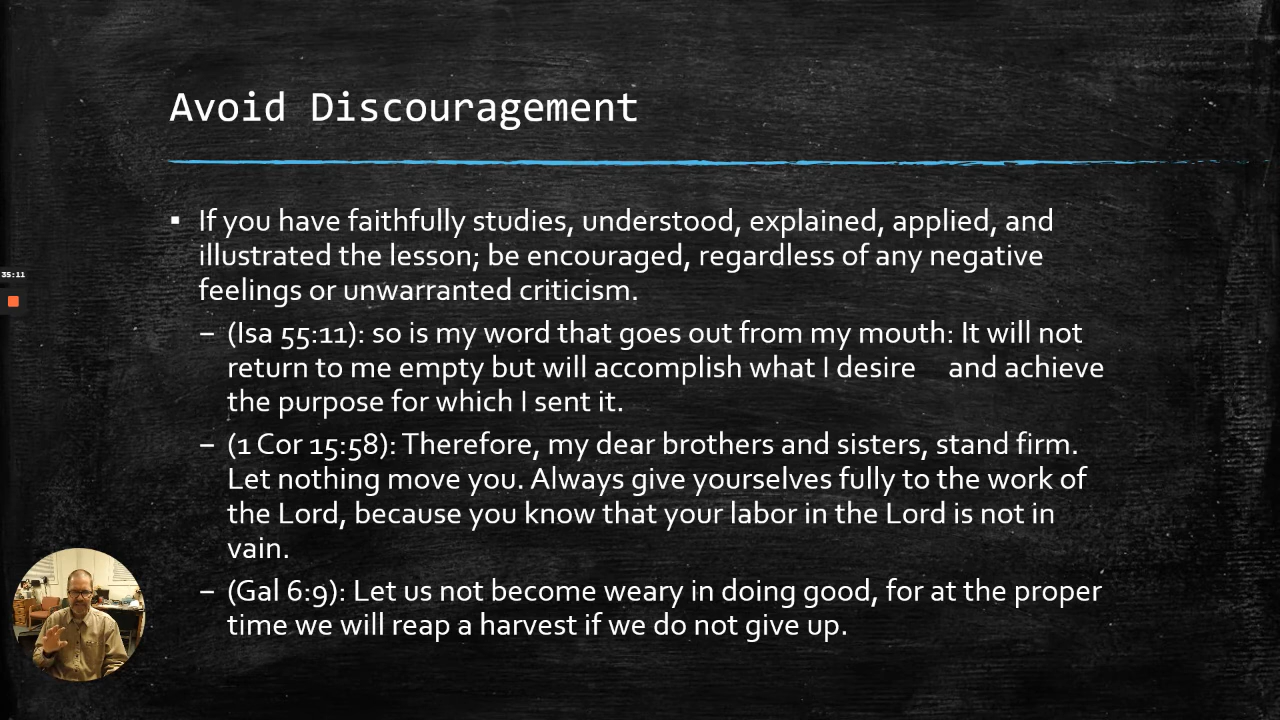 Avoid Discouragement
▪ If you have faithfully studies, understood, explained, applied, and
illustrated the lesson; be encouraged, regardless of any negative
feelings or unwarranted criticism.
– (Isa 55:11): so is my word that goes out from my mouth: It will not
return to me empty but will accomplish what I desire    and achieve
the purpose for which I sent it.
– (1 Cor 15:58): Therefore, my dear brothers and sisters, stand firm.
Let nothing move you. Always give yourselves fully to the work of
the Lord, because you know that your labor in the Lord is not in
vain.
– (Gal 6:9): Let us not become weary in doing good, for at the proper
time we will reap a harvest if we do not give up.
35:11